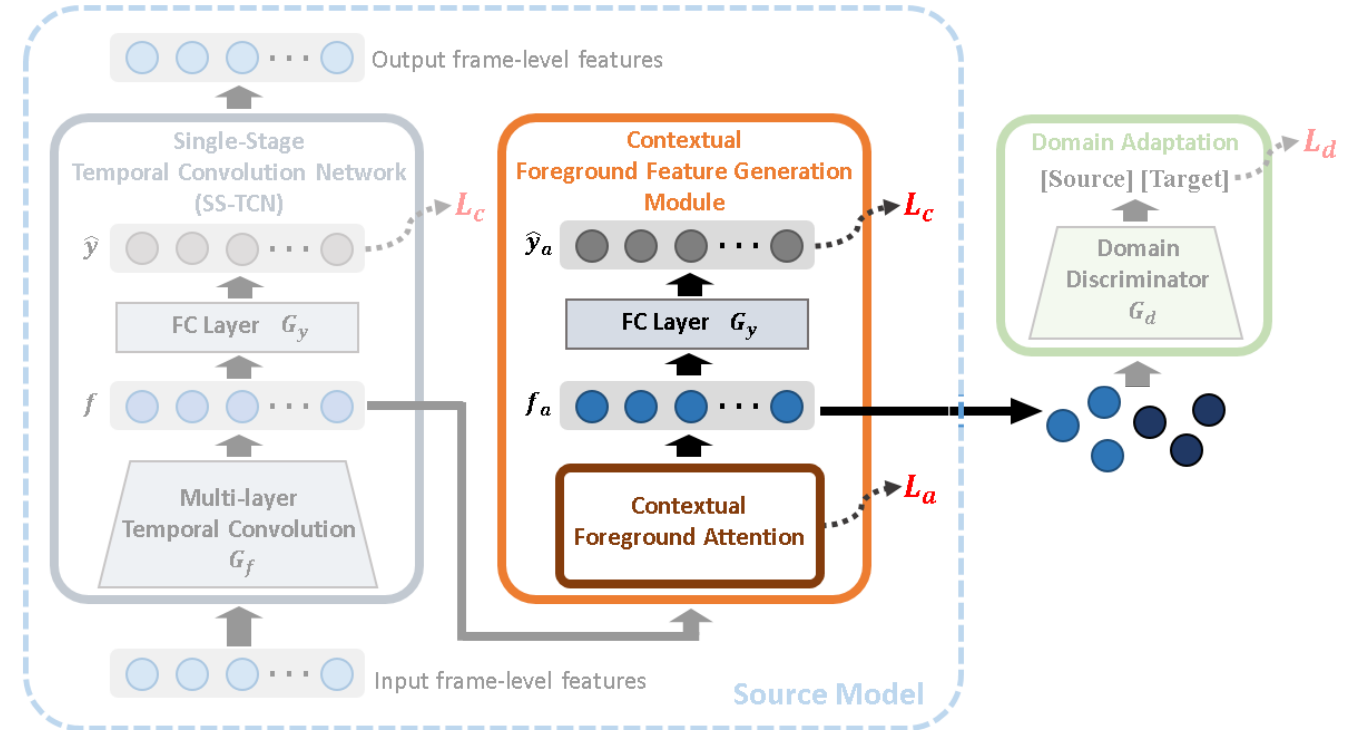 Output frame-level features
Single-Stage
Temporal Convolution Network
(SS-TCN)
L_c
ŷ
FC Layer G_y
f
Multi-layer
Temporal Convolution
G_f
Input frame-level features
Contextual
Foreground Feature Generation
Module
L_c
ŷ_a
FC Layer G_y
f_a
L_a
Contextual
Foreground Attention
Source Model
Domain Adaptation
L_d
[Source] [Target]
Domain
Discriminator
G_d